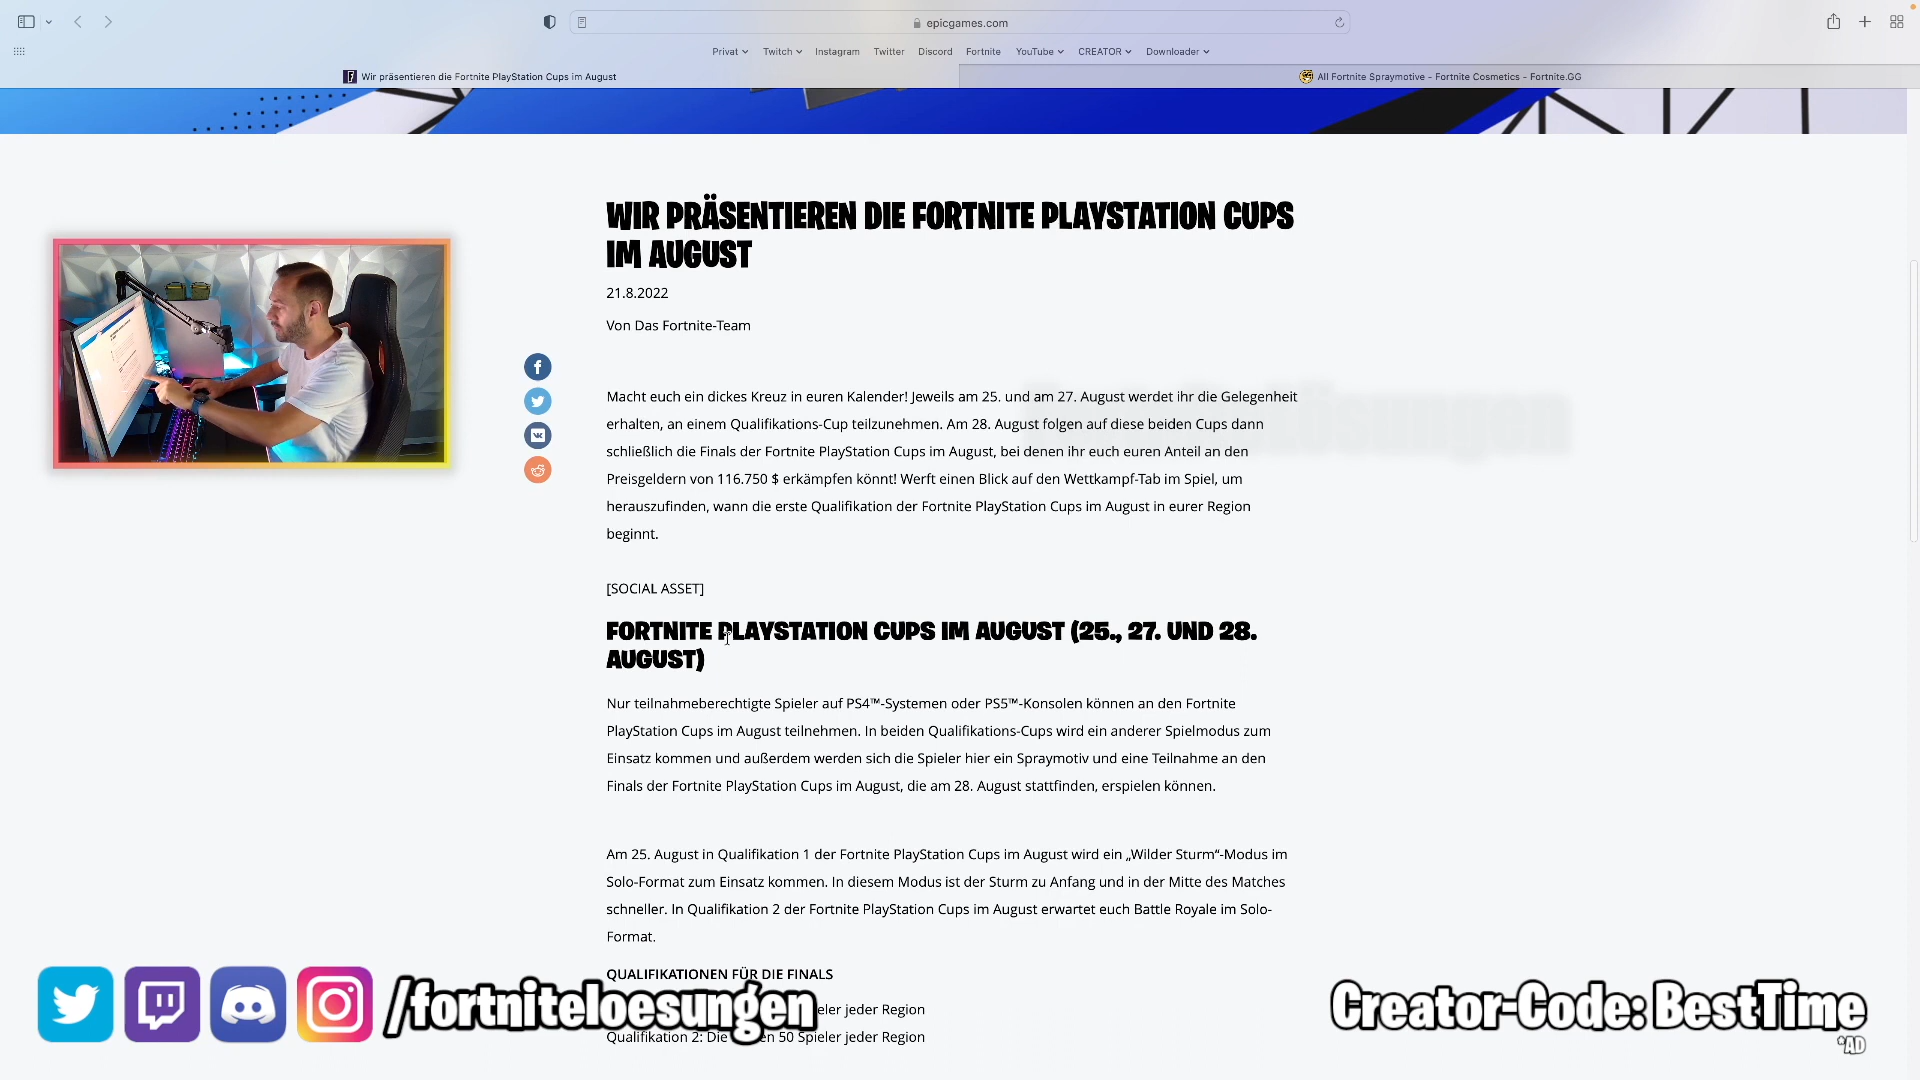 epicgames.com
Privat Twitch Instagram Twitter Discord Fortnite YouTube CREATOR Downloader
Wir präsentieren die Fortnite PlayStation Cups im August
All Fortnite Spraymotive - Fortnite Cosmetics - Fortnite.GG
WIR PRÄSENTIEREN DIE FORTNITE PLAYSTATION CUPS
IM AUGUST
21.8.2022
Von Das Fortnite-Team
Macht euch ein dickes Kreuz in euren Kalender! Jeweils am 25. und am 27. August werdet ihr die Gelegenheit
erhalten, an einem Qualifikations-Cup teilzunehmen. Am 28. August folgen auf diese beiden Cups dann
schließlich die Finals der Fortnite PlayStation Cups im August, bei denen ihr euch euren Anteil an den
Preisgeldern von 116.750 $ erkämpfen könnt! Werft einen Blick auf den Wettkampf-Tab im Spiel, um
herauszufinden, wann die erste Qualifikation der Fortnite PlayStation Cups im August in eurer Region
beginnt.
[SOCIAL ASSET]
FORTNITE PLAYSTATION CUPS IM AUGUST (25., 27. UND 28.
AUGUST)
Nur teilnahmeberechtigte Spieler auf PS4™-Systemen oder PS5™-Konsolen können an den Fortnite
PlayStation Cups im August teilnehmen. In beiden Qualifikations-Cups wird ein anderer Spielmodus zum
Einsatz kommen und außerdem werden sich die Spieler hier ein Spraymotiv und eine Teilnahme an den
Finals der Fortnite PlayStation Cups im August, die am 28. August stattfinden, erspielen können.
Am 25. August in Qualifikation 1 der Fortnite PlayStation Cups im August wird ein „Wilder Sturm“-Modus im
Solo-Format zum Einsatz kommen. In diesem Modus ist der Sturm zu Anfang und in der Mitte des Matches
schneller. In Qualifikation 2 der Fortnite PlayStation Cups im August erwartet euch Battle Royale im Solo-
Format.
QUALIFIKATIONEN FÜR DIE FINALS
jeder Region
Qualifikation 2: Die 50 Spieler jeder Region
/fortniteloesungen
Creator-Code: BestTime
*AD